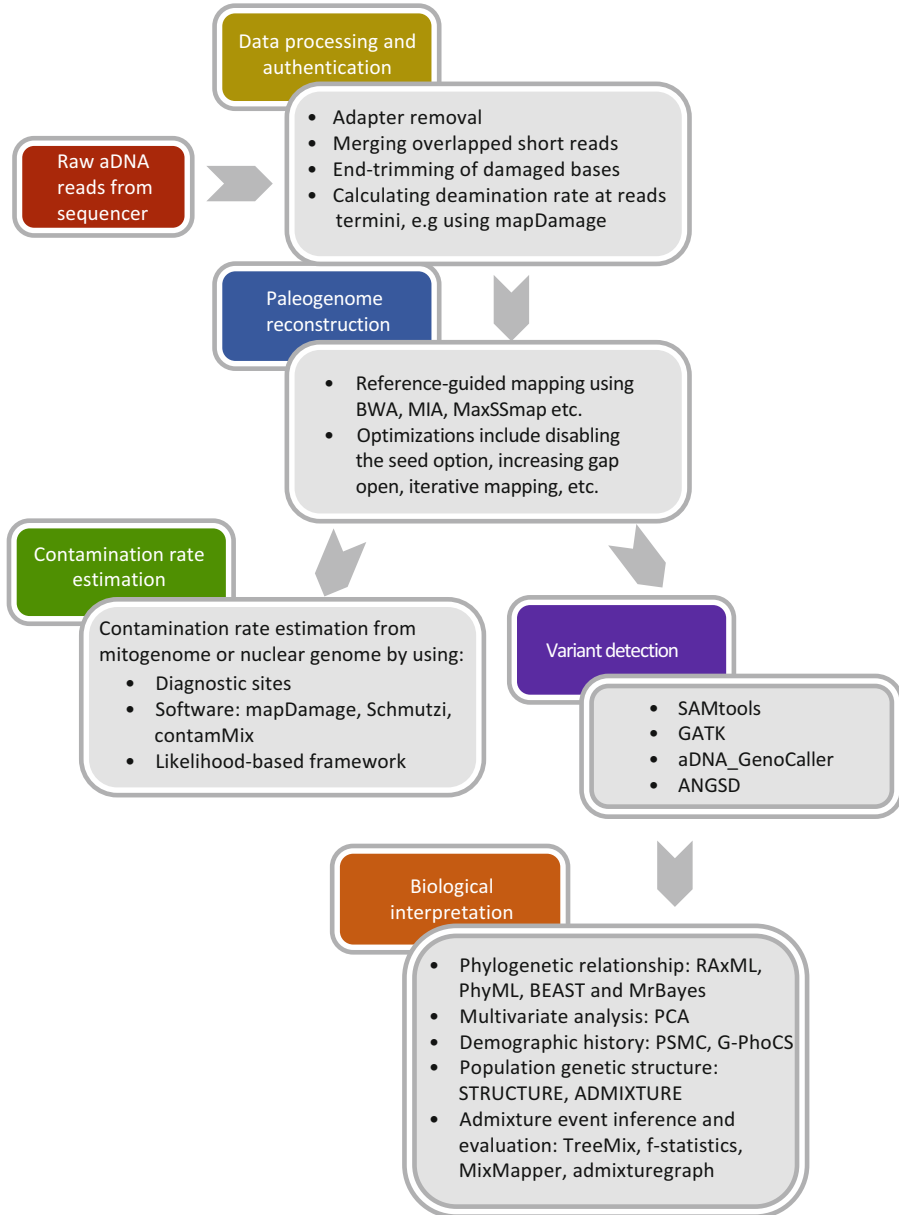 Data processing and
authentication
• Adapter removal
• Merging overlapped short reads
• End-trimming of damaged bases
• Calculating deamination rate at reads
termini, e.g using mapDamage
Raw aDNA
reads from
sequencer
Paleogenome
reconstruction
• Reference-guided mapping using
BWA, MIA, MaxSSmap etc.
• Optimizations include disabling
the seed option, increasing gap
open, iterative mapping, etc.
Contamination rate
estimation
Contamination rate estimation from
mitogenome or nuclear genome by using:
• Diagnostic sites
• Software: mapDamage, Schmutzi,
contamMix
• Likelihood-based framework
Variant detection
• SAMtools
• GATK
• aDNA_GenoCaller
• ANGSD
Biological
interpretation
• Phylogenetic relationship: RAxML,
PhyML, BEAST and MrBayes
• Multivariate analysis: PCA
• Demographic history: PSMC, G-PhoCS
• Population genetic structure:
STRUCTURE, ADMIXTURE
• Admixture event inference and
evaluation: TreeMix, f-statistics,
MixMapper, admixturegraph